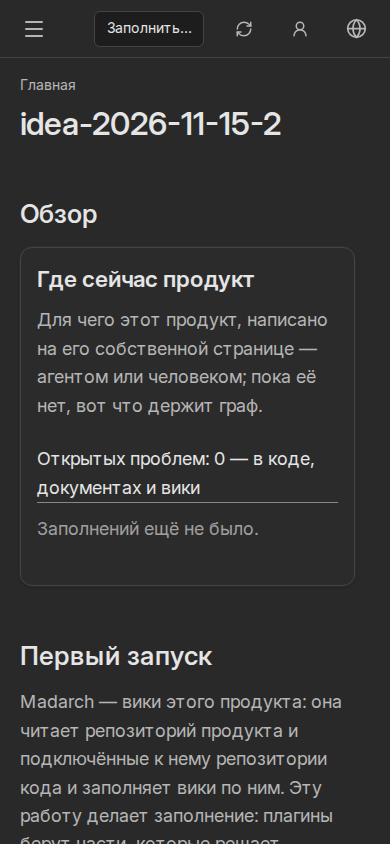 Заполнить...
Главная
idea-2026-11-15-2
Обзор
Где сейчас продукт
Для чего этот продукт, написано
на его собственной странице —
агентом или человеком; пока её
нет, вот что держит граф.
Открытых проблем: 0 — в коде,
документах и вики
Заполнений ещё не было.
Первый запуск
Madarch — вики этого продукта: она
читает репозиторий продукта и
подключённые к нему репозитории
кода и заполняет вики по ним. Эту
работу делает заполнение: плагины
берут части, которые решает